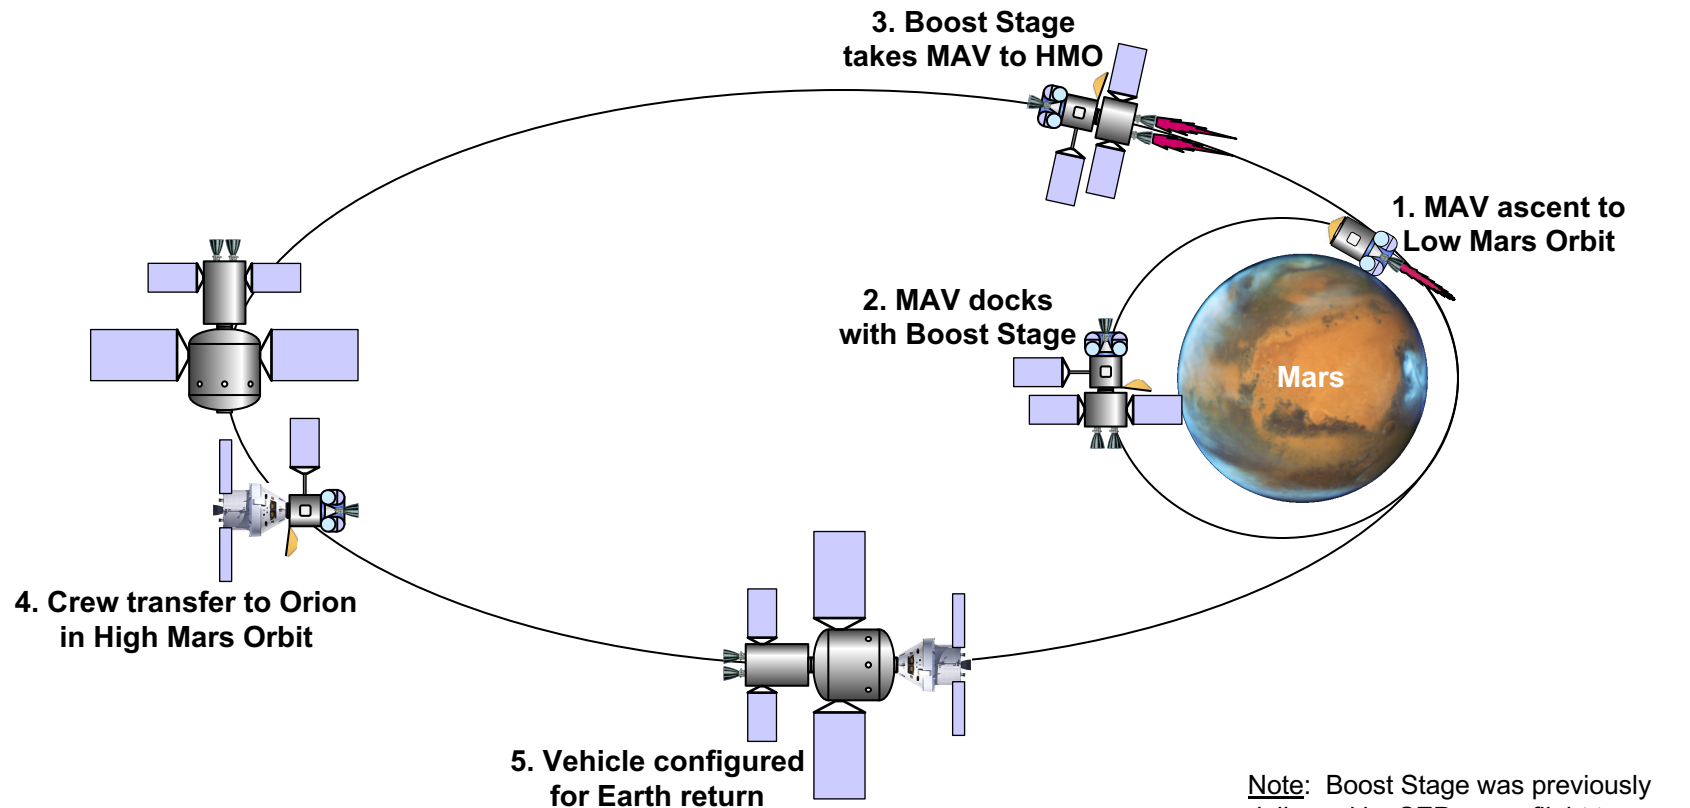 3. Boost Stage
takes MAV to HMO
1. MAV ascent to
Low Mars Orbit
2. MAV docks
with Boost Stage
Mars
4. Crew transfer to Orion
in High Mars Orbit
5. Vehicle configured
for Earth return
Note: Boost Stage was previously